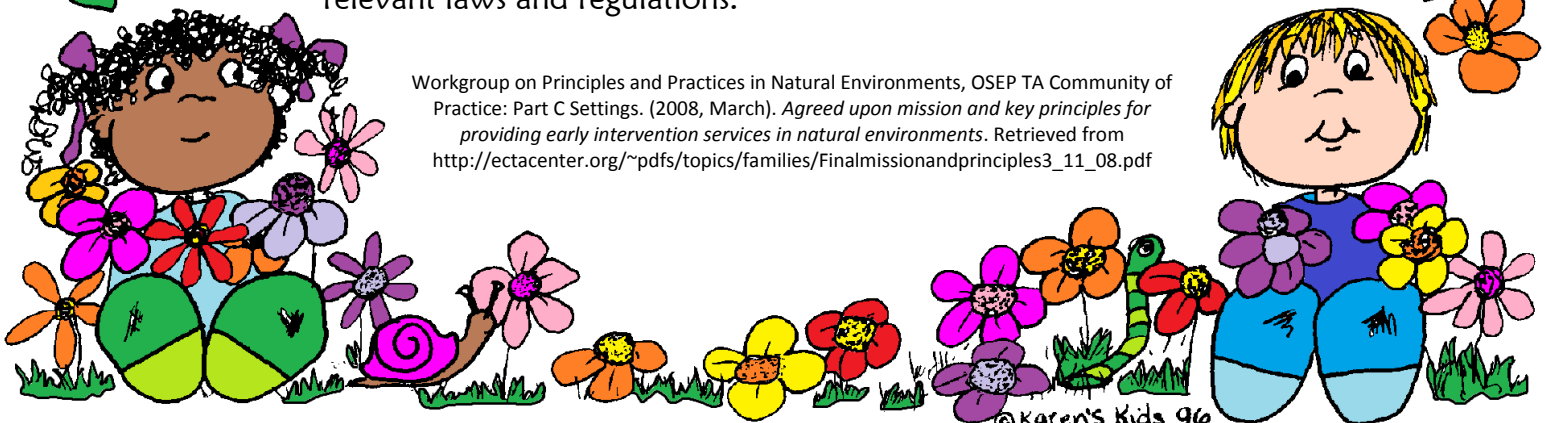 relevant laws and regulations.
Workgroup on Principles and Practices in Natural Environments, OSEP TA Community of
Practice: Part C Settings. (2008, March). Agreed upon mission and key principles for
providing early intervention services in natural environments. Retrieved from
http://ectacenter.org/~pdfs/topics/families/Finalmissionandprinciples3_11_08.pdf
©Karen's Kids 96